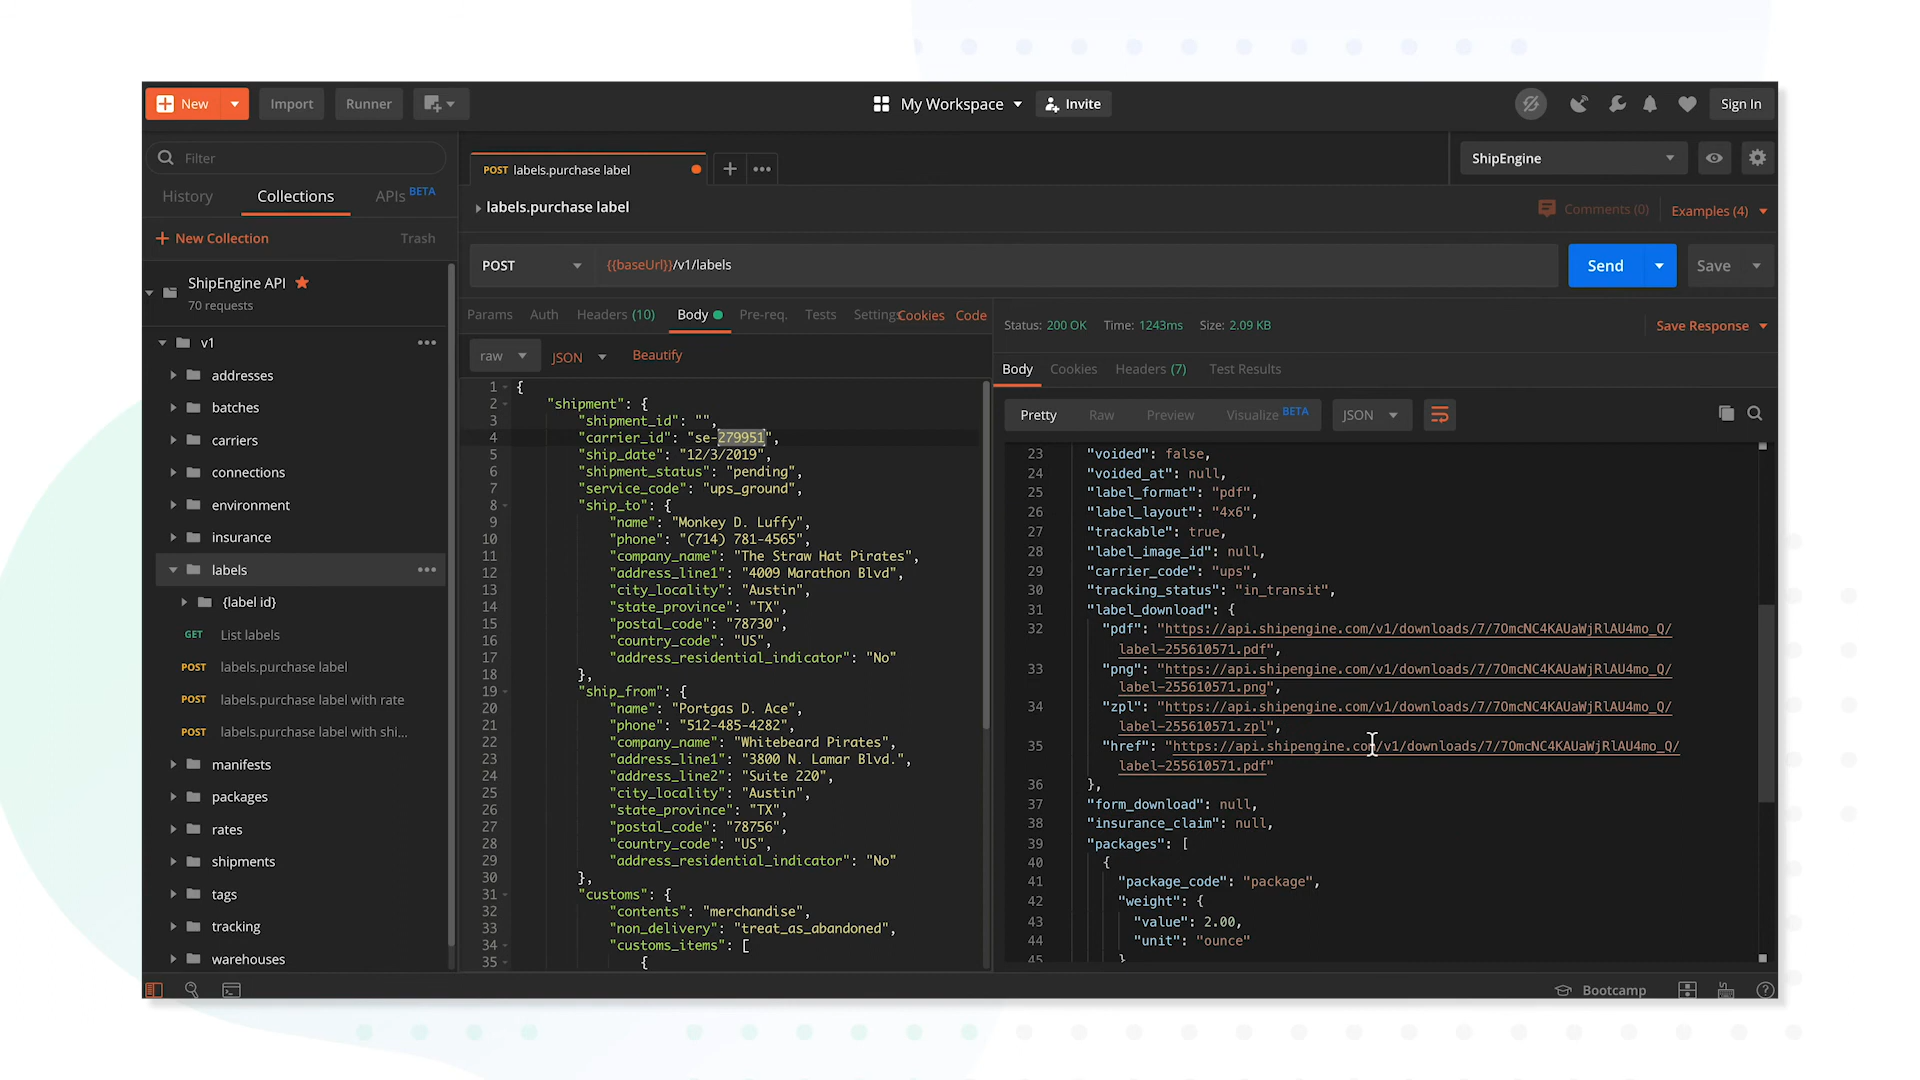 New
Import
Runner
My Workspace
Invite
Sign In
Filter
History
Collections
APIs BETA
+ New Collection
Trash
ShipEngine API
70 requests
v1
addresses
batches
carriers
connections
environment
insurance
labels
{label id}
GET List labels
POST labels.purchase label
POST labels.purchase label with rate
POST labels.purchase label with shi...
manifests
packages
rates
shipments
tags
tracking
warehouses
POST labels.purchase label
ShipEngine
labels.purchase label
Comments (0)
Examples (4)
POST
{{baseUrl}}/v1/labels
Send
Save
Params
Auth
Headers (10)
Body
Pre-req.
Tests
Settings
Cookies
Code
raw
JSON
Beautify
1 {
2 "shipment": {
3 "shipment_id": "",
4 "carrier_id": "se-279951",
5 "ship_date": "12/3/2019",
6 "shipment_status": "pending",
7 "service_code": "ups_ground",
8 "ship_to": {
9 "name": "Monkey D. Luffy",
10 "phone": "(714) 781-4565",
11 "company_name": "The Straw Hat Pirates",
12 "address_line1": "4009 Marathon Blvd",
13 "city_locality": "Austin",
14 "state_province": "TX",
15 "postal_code": "78730",
16 "country_code": "US",
17 "address_residential_indicator": "No"
18 },
19 "ship_from": {
20 "name": "Portgas D. Ace",
21 "phone": "512-485-4282",
22 "company_name": "Whitebeard Pirates",
23 "address_line1": "3800 N. Lamar Blvd.",
24 "address_line2": "Suite 220",
25 "city_locality": "Austin",
26 "state_province": "TX",
27 "postal_code": "78756",
28 "country_code": "US",
29 "address_residential_indicator": "No"
30 },
31 "customs": {
32 "contents": "merchandise",
33 "non_delivery": "treat_as_abandoned",
34 "customs_items": [
35 {
Status: 200 OK
Time: 1243ms
Size: 2.09 KB
Save Response
Body
Cookies
Headers (7)
Test Results
Pretty
Raw
Preview
Visualize BETA
JSON
23 "voided": false,
24 "voided_at": null,
25 "label_format": "pdf",
26 "label_layout": "4x6",
27 "trackable": true,
28 "label_image_id": null,
29 "carrier_code": "ups",
30 "tracking_status": "in_transit",
31 "label_download": {
32 "pdf": "https://api.shipengine.com/v1/downloads/7/7OmcNC4KAUaWjRlAU4mo_Q/
label-255610571.pdf",
33 "png": "https://api.shipengine.com/v1/downloads/7/7OmcNC4KAUaWjRlAU4mo_Q/
label-255610571.png",
34 "zpl": "https://api.shipengine.com/v1/downloads/7/7OmcNC4KAUaWjRlAU4mo_Q/
label-255610571.zpl",
35 "href": "https://api.shipengine.com/v1/downloads/7/7OmcNC4KAUaWjRlAU4mo_Q/
label-255610571.pdf"
36 },
37 "form_download": null,
38 "insurance_claim": null,
39 "packages": [
40 {
41 "package_code": "package",
42 "weight": {
43 "value": 2.00,
44 "unit": "ounce"
45 }
Bootcamp